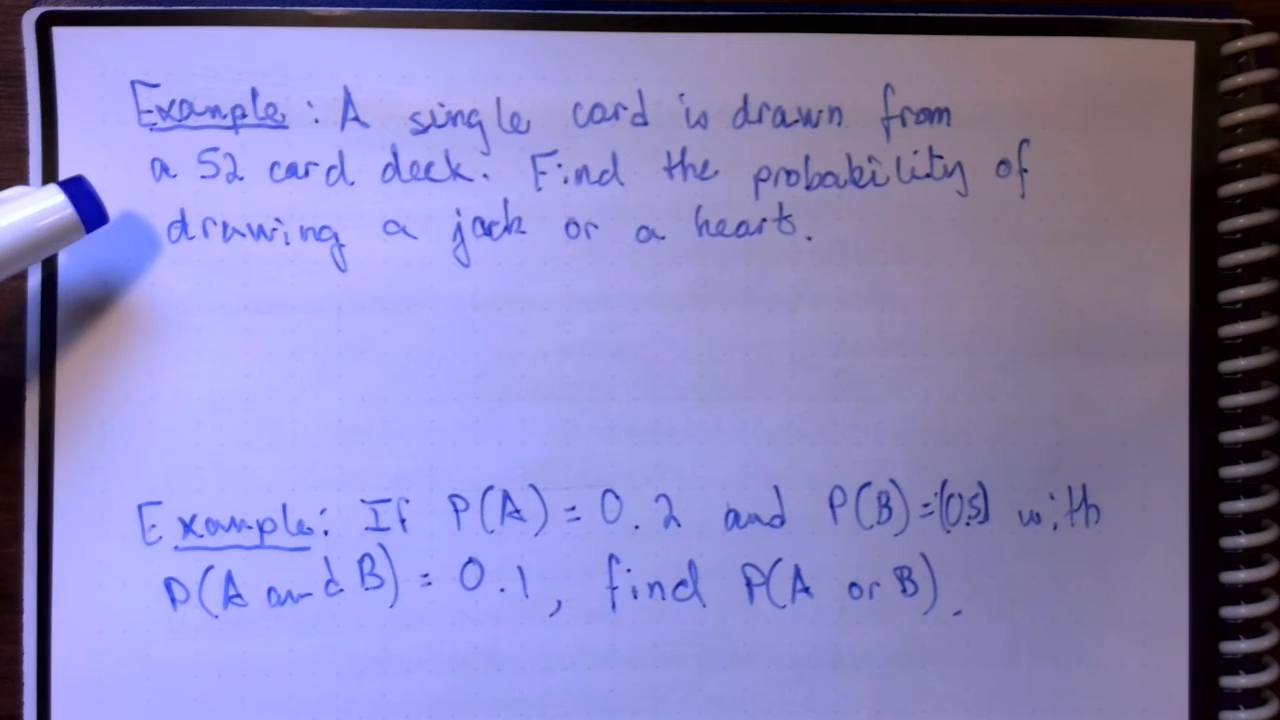 Example: A single card is drawn from
a 52 card deck. Find the probability of
drawing a jack or a heart.
Example: If P(A) = 0.2 and P(B) = (0.5) with
P(A and B) = 0.1, find P(A or B).